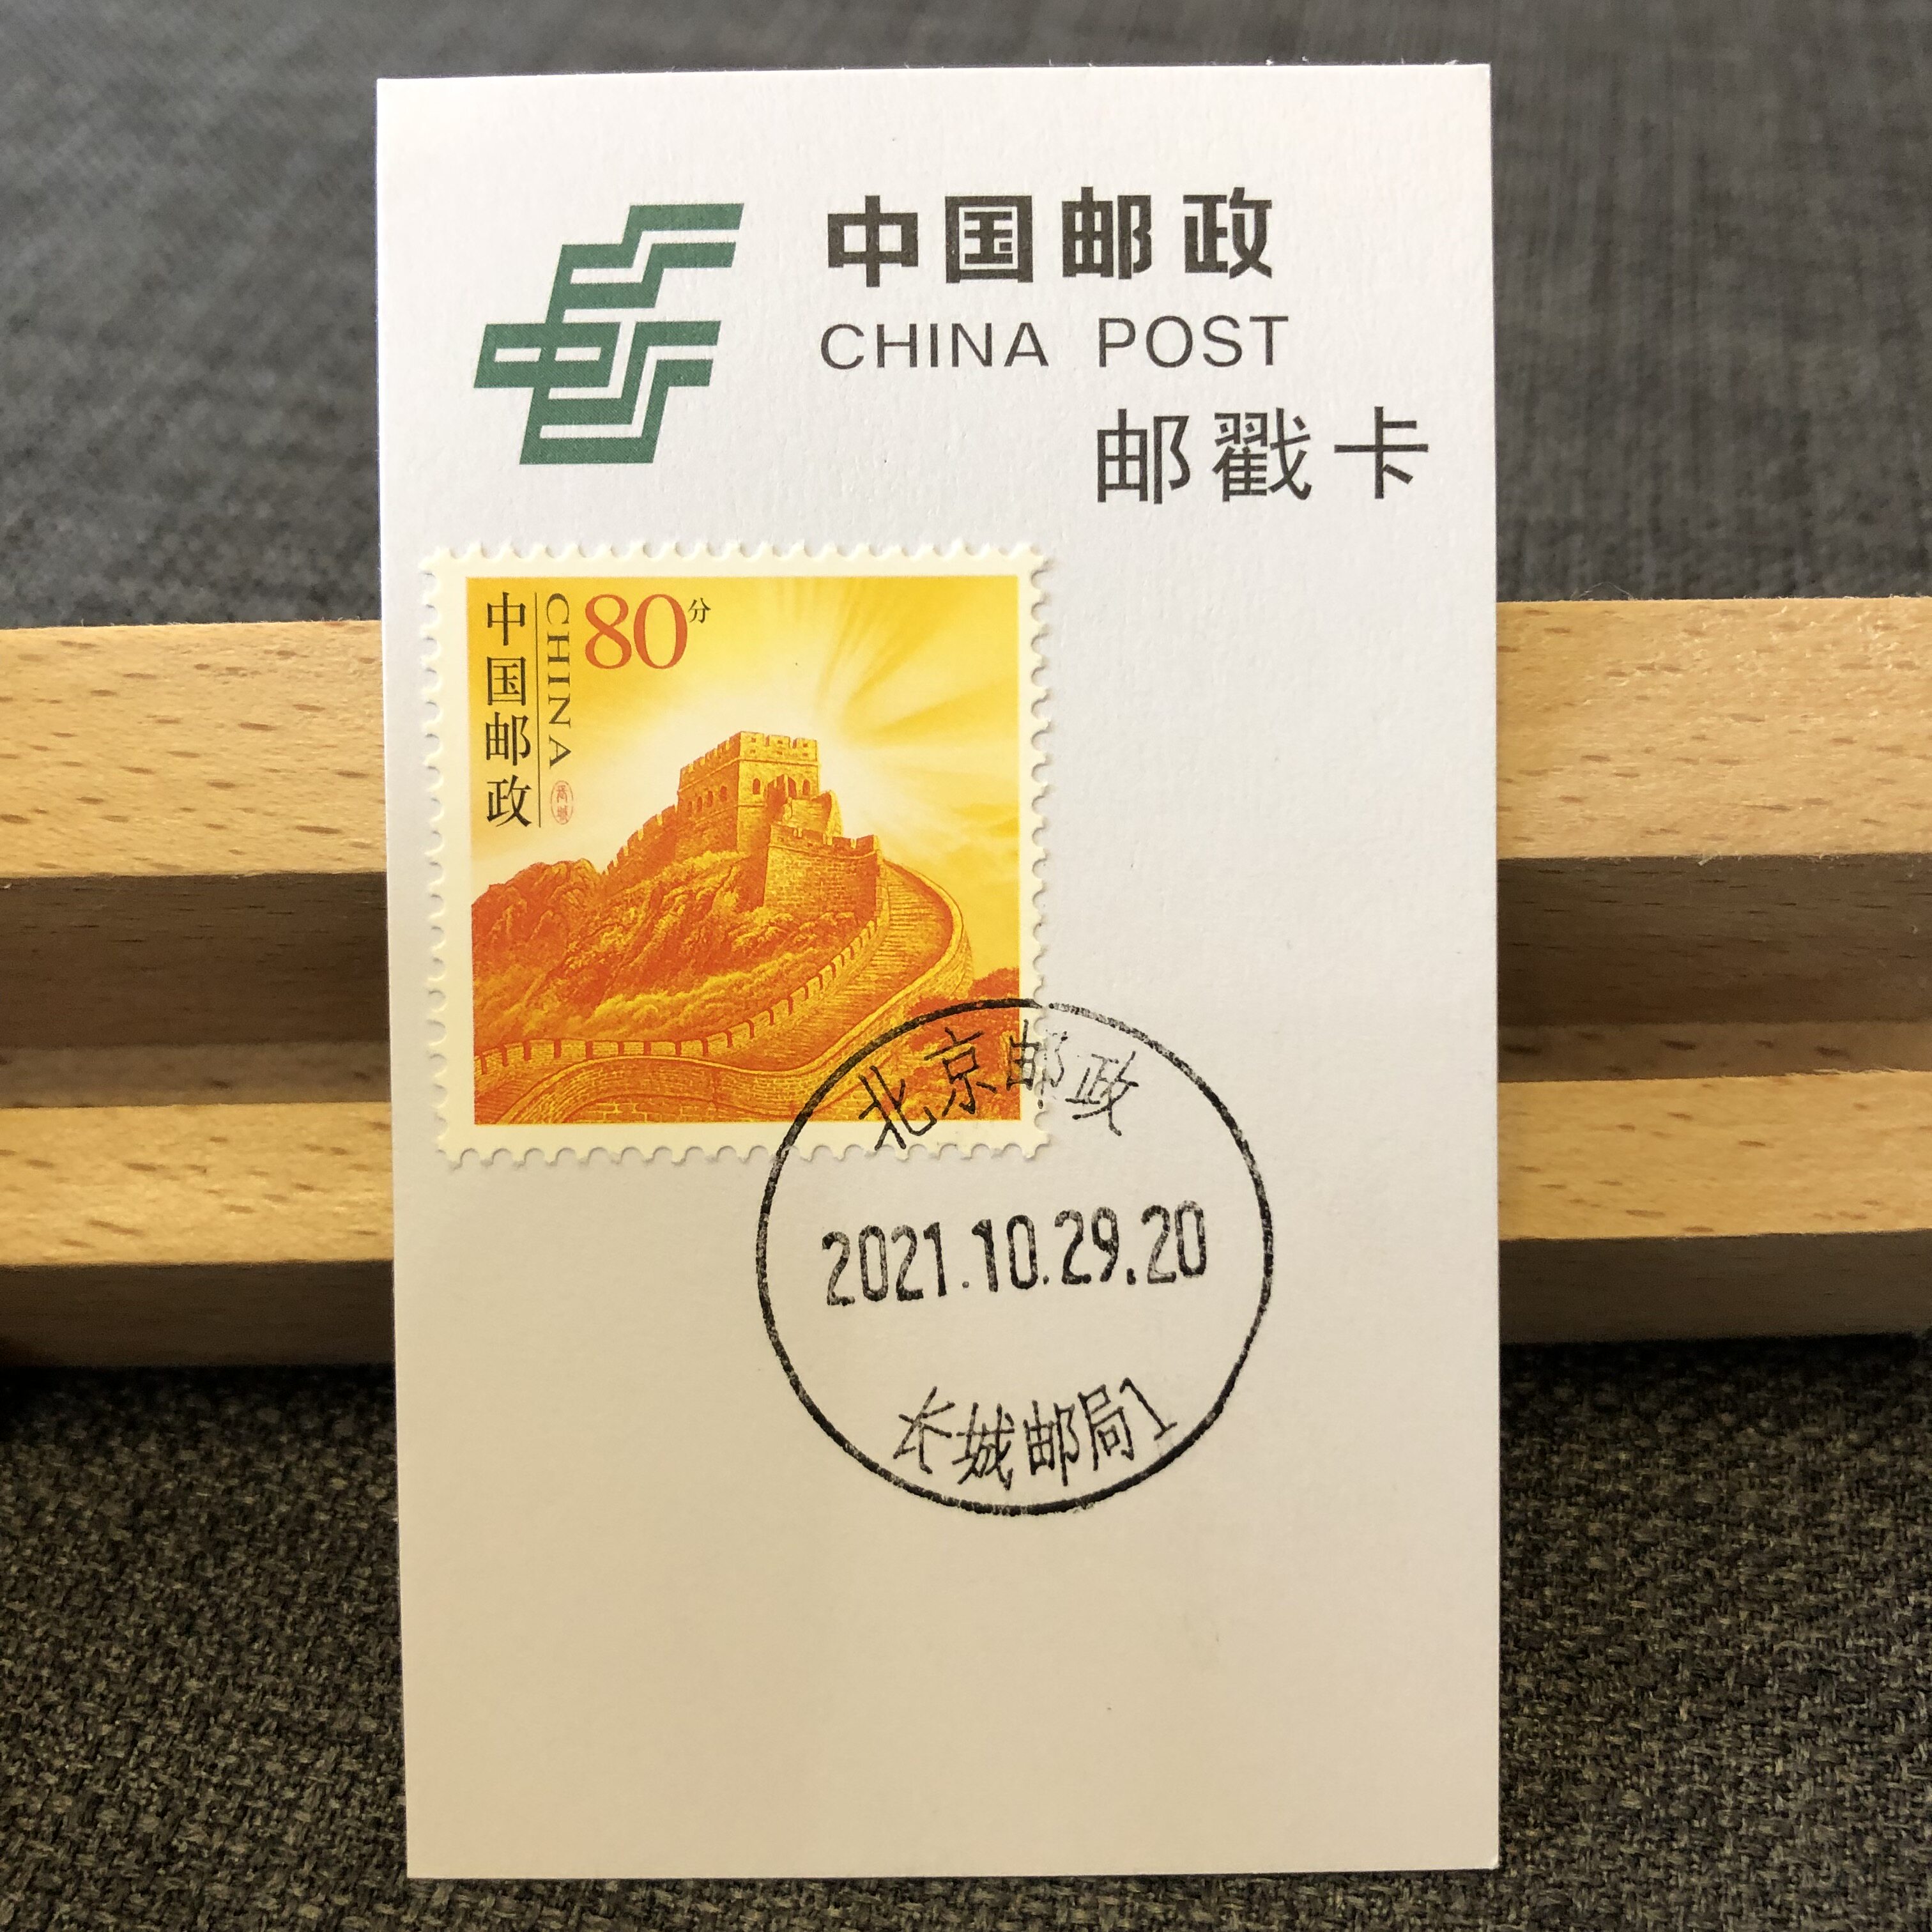 中国邮政
CHINA POST
邮戳卡
中国邮政
CHINA
80分
北京邮政
2021.10.29.20
长城邮局1